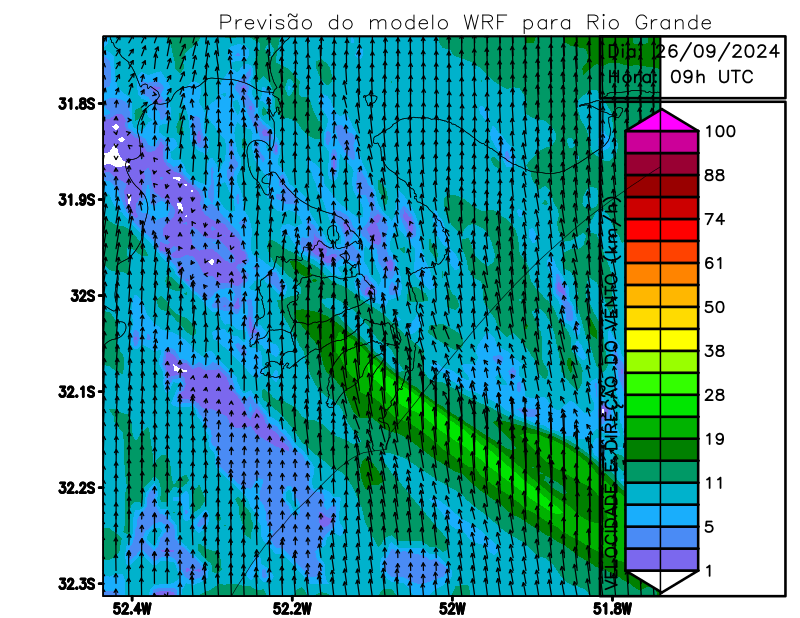 Previsão do modelo WRF para Rio Grande
Dia: 26/09/2024
Hora: 09h UTC
31.8S
31.9S
32S
32.1S
32.2S
32.3S
52.4W
52.2W
52W
51.8W
VELOCIDADE E DIREÇÃO DO VENTO (km/h)
100
88
74
61
50
38
28
19
11
5
1